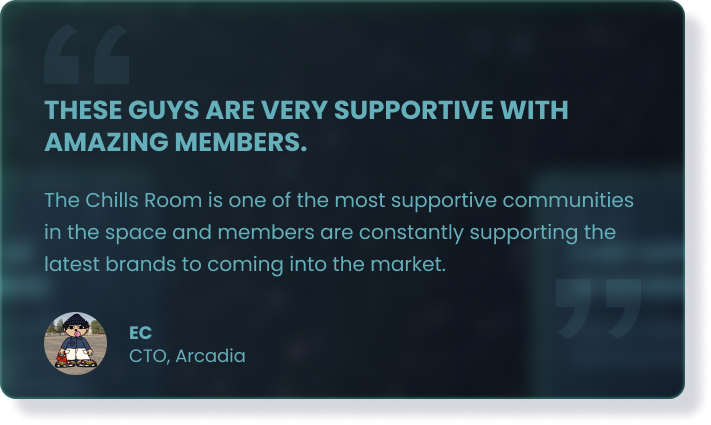 THESE GUYS ARE VERY SUPPORTIVE WITH
AMAZING MEMBERS.
The Chills Room is one of the most supportive communities
in the space and members are constantly supporting the
latest brands to coming into the market.
EC
CTO, Arcadia